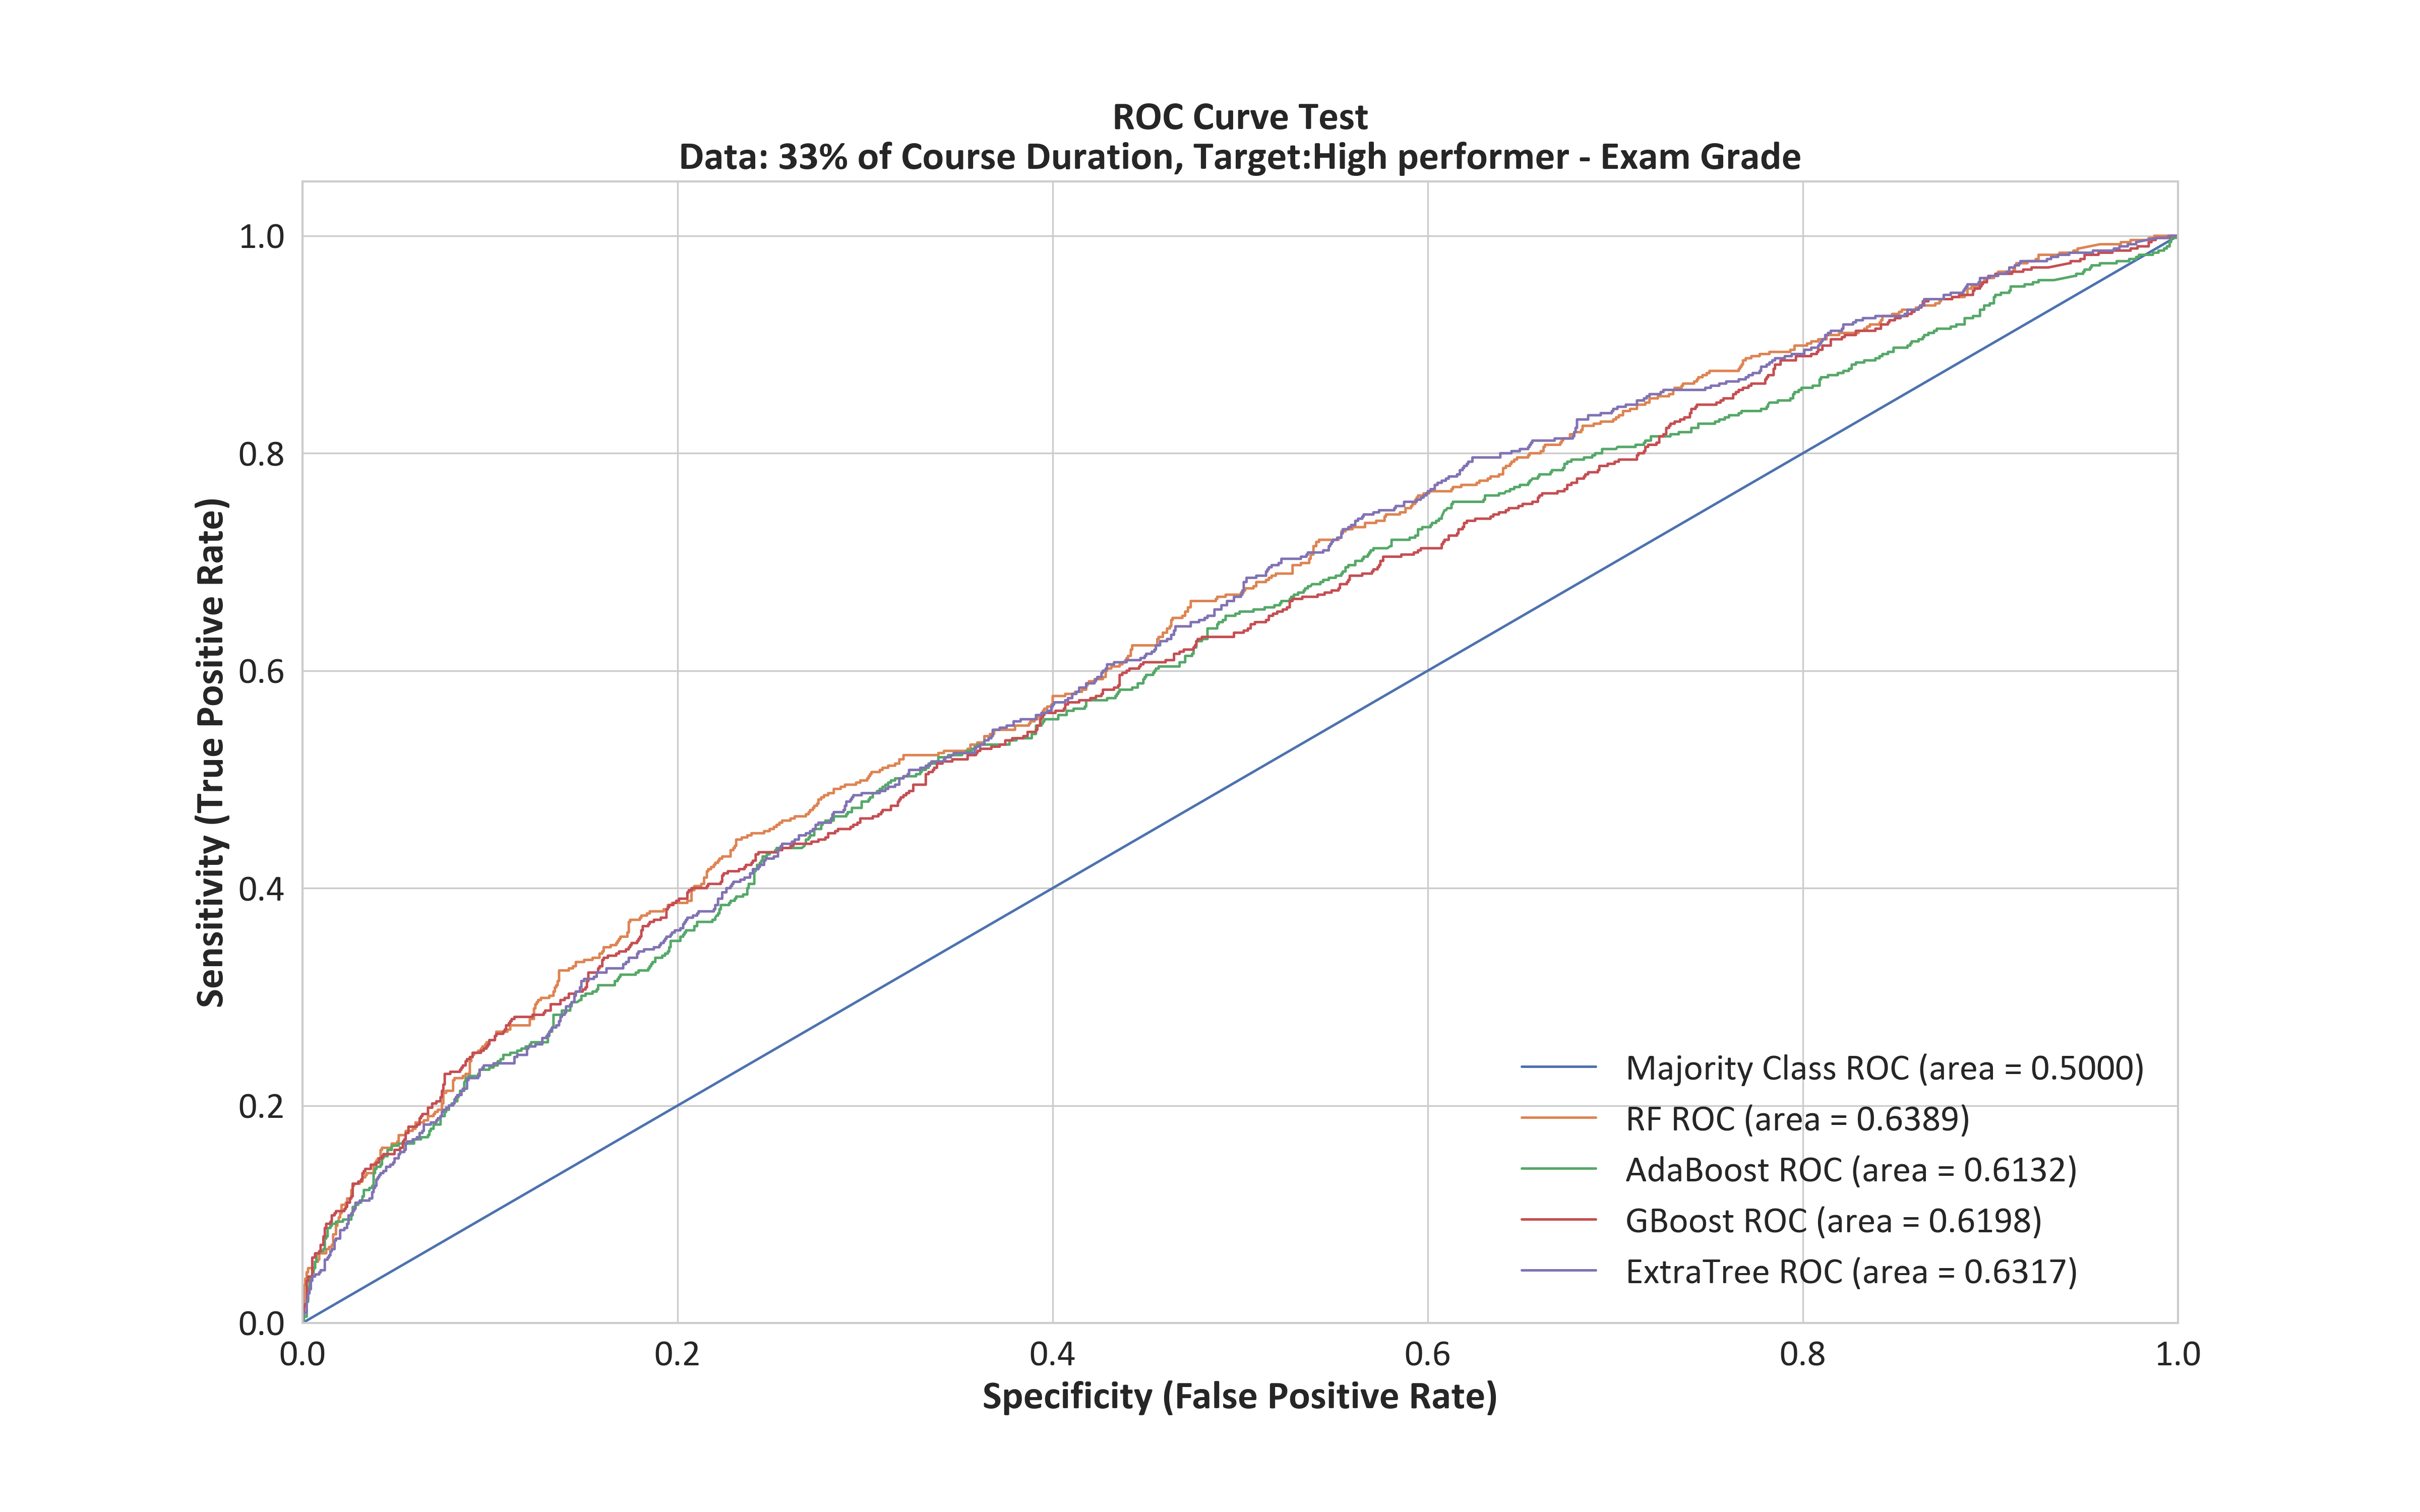 ROC Curve Test
Data: 33% of Course Duration, Target:High performer - Exam Grade
Sensitivity (True Positive Rate)
1.0
0.8
0.6
0.4
0.2
0.0
Majority Class ROC (area = 0.5000)
RF ROC (area = 0.6389)
AdaBoost ROC (area = 0.6132)
GBoost ROC (area = 0.6198)
ExtraTree ROC (area = 0.6317)
0.0 0.2 0.4 0.6 0.8 1.0
Specificity (False Positive Rate)